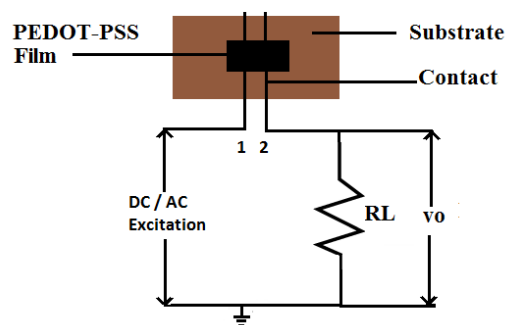 PEDOT-PSS
Film
Substrate
Contact
1 2
DC / AC
Excitation
RL
vo